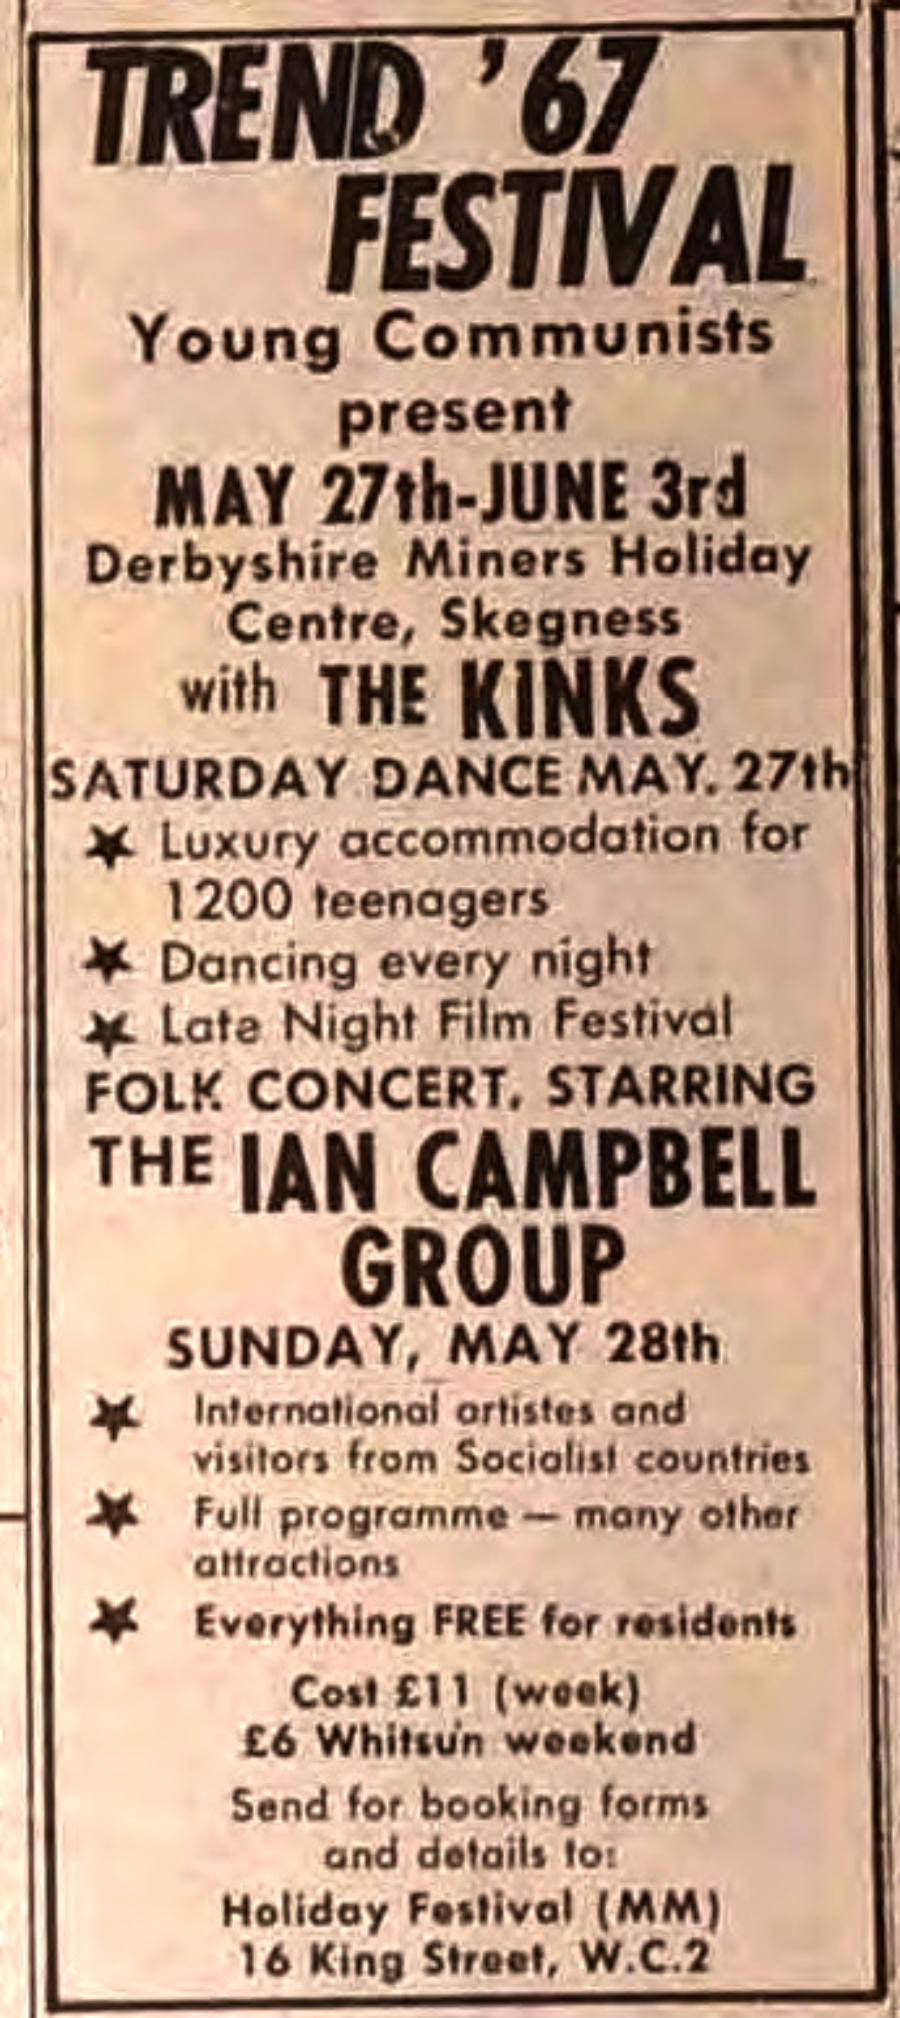 TREND '67
FESTIVAL
Young Communists
present
MAY 27th-JUNE 3rd
Derbyshire Miners Holiday
Centre, Skegness
with THE KINKS
SATURDAY DANCE MAY. 27th
★ Luxury accommodation for
1200 teenagers
★ Dancing every night
★ Late Night Film Festival
FOLK CONCERT, STARRING
THE IAN CAMPBELL
GROUP
SUNDAY, MAY 28th
★ International artistes and
visitors from Socialist countries
★ Full programme — many other
attractions
★ Everything FREE for residents
Cost £11 (week)
£6 Whitsun weekend
Send for booking forms
and details to:
Holiday Festival (MM)
16 King Street, W.C.2